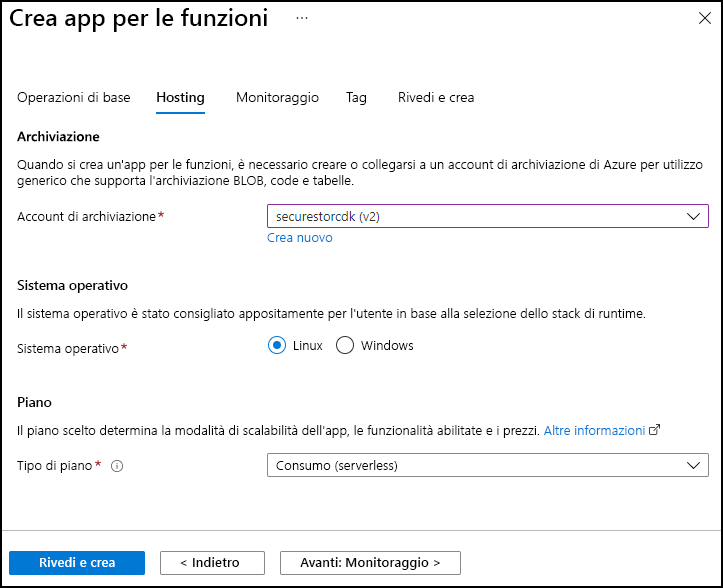 Crea app per le funzioni ...
Operazioni di base Hosting Monitoraggio Tag Rivedi e crea
Archiviazione
Quando si crea un'app per le funzioni, è necessario creare o collegarsi a un account di archiviazione di Azure per utilizzo
generico che supporta l'archiviazione BLOB, code e tabelle.
Account di archiviazione* securestorcdk (v2)
Crea nuovo
Sistema operativo
Il sistema operativo è stato consigliato appositamente per l'utente in base alla selezione dello stack di runtime.
Sistema operativo* Linux Windows
Piano
Il piano scelto determina la modalità di scalabilità dell'app, le funzionalità abilitate e i prezzi. Altre informazioni
Tipo di piano* Consumo (serverless)
Rivedi e crea < Indietro Avanti: Monitoraggio >